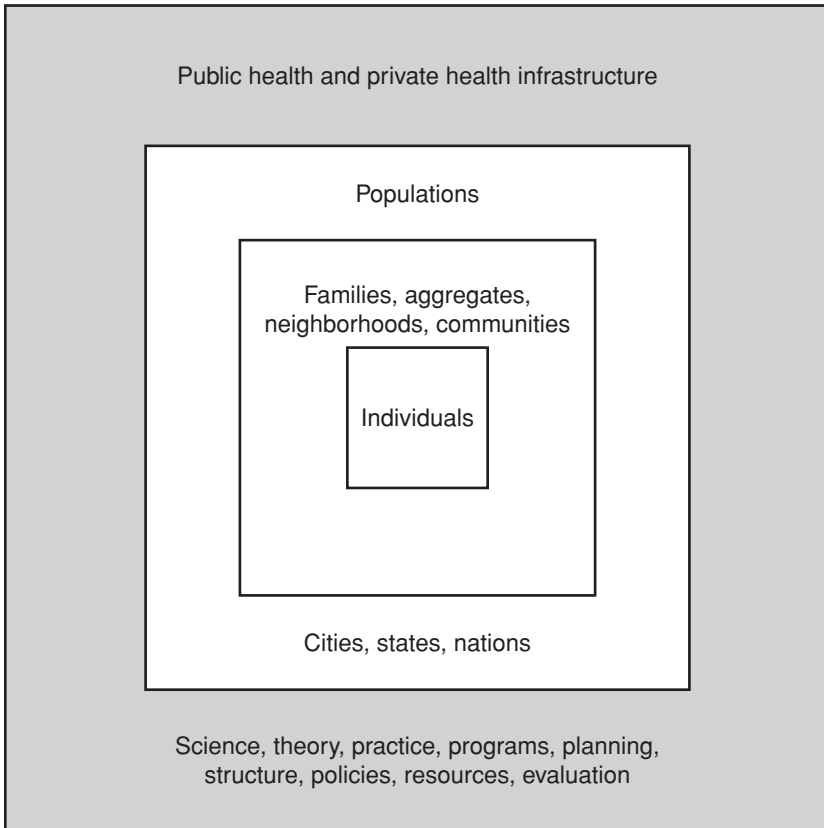 Public health and private health infrastructure
Populations
Families, aggregates,
neighborhoods, communities
Individuals
Cities, states, nations
Science, theory, practice, programs, planning,
structure, policies, resources, evaluation